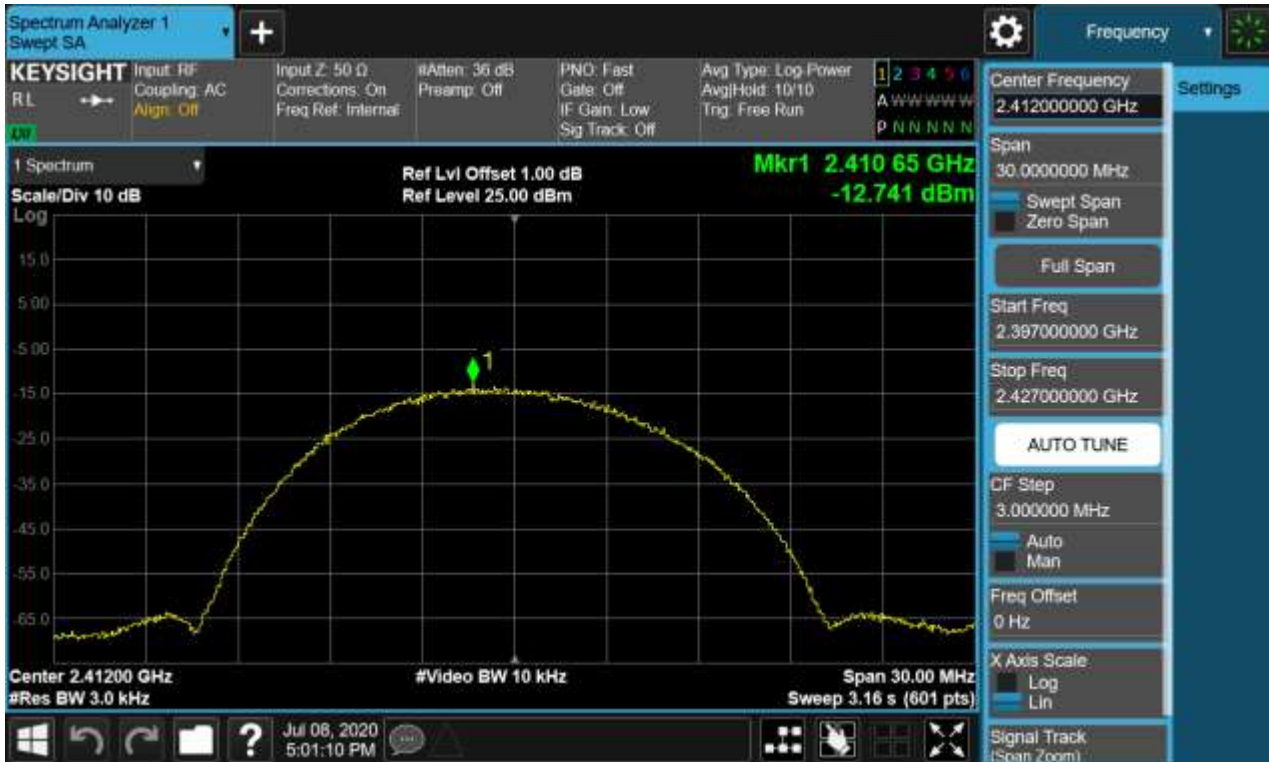 Spectrum Analyzer 1
Swept SA
+
Frequency
KEYSIGHT
RL
LXI
Input: RF
Coupling: AC
Align: Off
Input Z: 50 Ω
Corrections: On
Freq Ref: Internal
#Atten: 36 dB
Preamp: Off
PNO: Fast
Gate: Off
IF Gain: Low
Sig Track: Off
Avg Type: Log-Power
Avg|Hold: 10/10
Trig: Free Run
1 2 3 4 5 6
A W W W W W
P N N N N N
Center Frequency
2.412000000 GHz
Settings
Span
30.0000000 MHz
Swept Span
Zero Span
Full Span
Start Freq
2.397000000 GHz
Stop Freq
2.427000000 GHz
AUTO TUNE
CF Step
3.000000 MHz
Auto
Man
Freq Offset
0 Hz
X Axis Scale
Log
Lin
Signal Track
(Span Zoom)
1 Spectrum
Scale/Div 10 dB
Ref Lvl Offset 1.00 dB
Ref Level 25.00 dBm
Mkr1 2.410 65 GHz
-12.741 dBm
Log
15.0
5.00
-5.00
-15.0
-25.0
-35.0
-45.0
-55.0
-65.0
1
Center 2.41200 GHz
#Video BW 10 kHz
Span 30.00 MHz
#Res BW 3.0 kHz
Sweep 3.16 s (601 pts)
?
Jul 08, 2020
5:01:10 PM